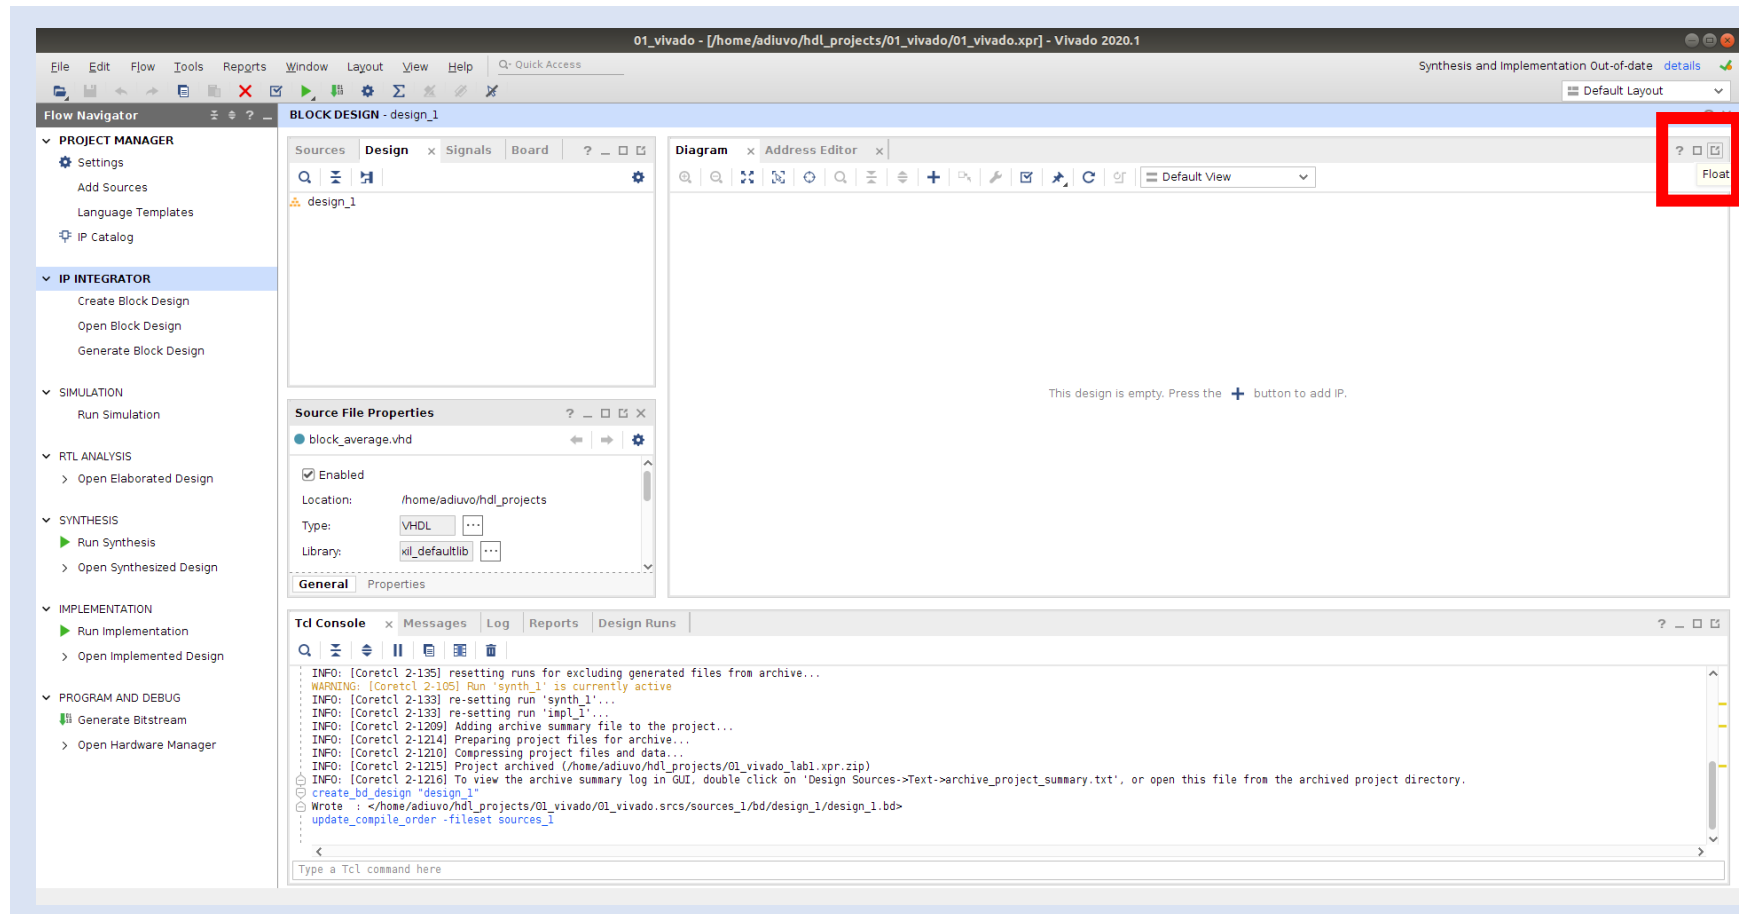 01_vivado - [/home/adiuvo/hdl_projects/01_vivado/01_vivado.xpr] - Vivado 2020.1
File Edit Flow Tools Reports Window Layout View Help Quick Access
Synthesis and Implementation Out-of-date details
Default Layout
Flow Navigator
BLOCK DESIGN - design_1
PROJECT MANAGER
Settings
Add Sources
Language Templates
IP Catalog
IP INTEGRATOR
Create Block Design
Open Block Design
Generate Block Design
SIMULATION
Run Simulation
RTL ANALYSIS
Open Elaborated Design
SYNTHESIS
Run Synthesis
Open Synthesized Design
IMPLEMENTATION
Run Implementation
Open Implemented Design
PROGRAM AND DEBUG
Generate Bitstream
Open Hardware Manager
Sources Design Signals Board
design_1
Source File Properties
block_average.vhd
Enabled
Location: /home/adiuvo/hdl_projects
Type: VHDL
Library: xil_defaultlib
General Properties
Diagram Address Editor
Default View
Float
This design is empty. Press the + button to add IP.
Tcl Console Messages Log Reports Design Runs
INFO: [Coretcl 2-135] resetting runs for excluding generated files from archive...
WARNING: [Coretcl 2-105] Run 'synth_1' is currently active
INFO: [Coretcl 2-133] re-setting run 'synth_1'...
INFO: [Coretcl 2-133] re-setting run 'impl_1'...
INFO: [Coretcl 2-1209] Adding archive summary file to the project...
INFO: [Coretcl 2-1214] Preparing project files for archive...
INFO: [Coretcl 2-1210] Compressing project files and data...
INFO: [Coretcl 2-1215] Project archived (/home/adiuvo/hdl_projects/01_vivado_lab1.xpr.zip)
INFO: [Coretcl 2-1216] To view the archive summary log in GUI, double click on 'Design Sources->Text->archive_project_summary.txt', or open this file from the archived project directory.
create_bd_design "design_1"
Wrote : </home/adiuvo/hdl_projects/01_vivado/01_vivado.srcs/sources_1/bd/design_1/design_1.bd>
update_compile_order -fileset sources_1
Type a Tcl command here